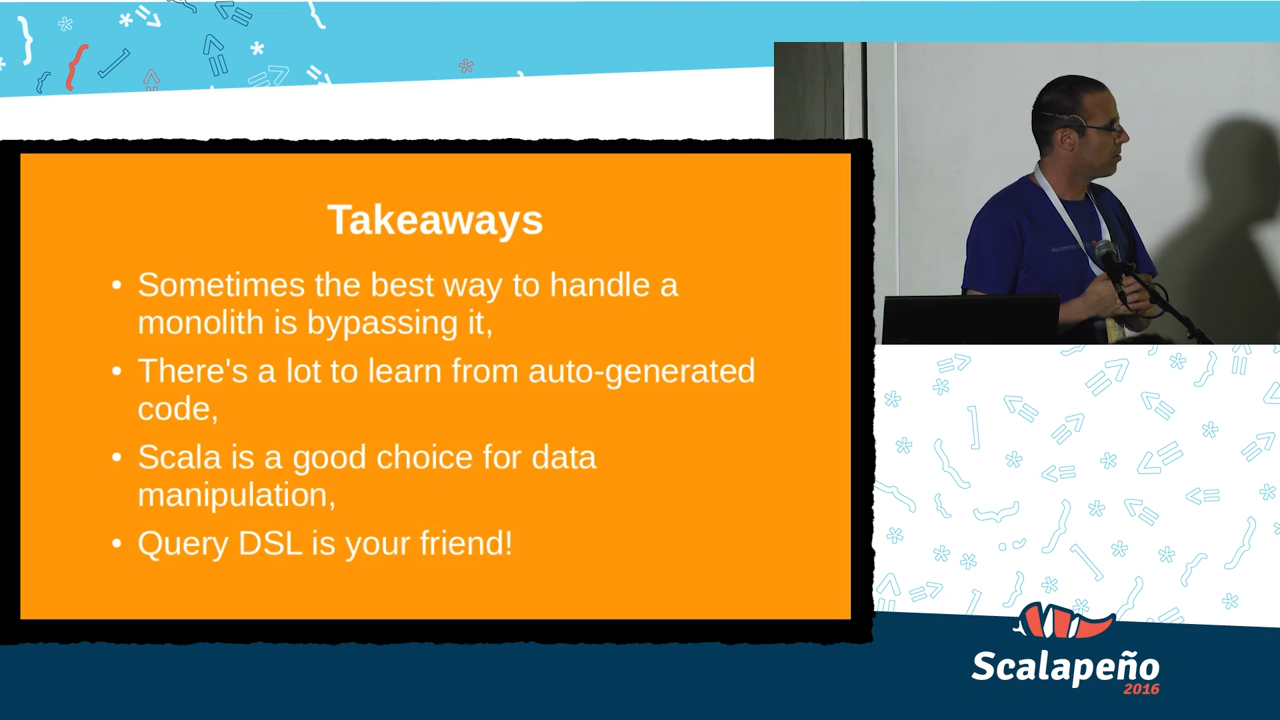 Takeaways
• Sometimes the best way to handle a
monolith is bypassing it,
• There's a lot to learn from auto-generated
code,
• Scala is a good choice for data
manipulation,
• Query DSL is your friend!
Scalapeño
2016